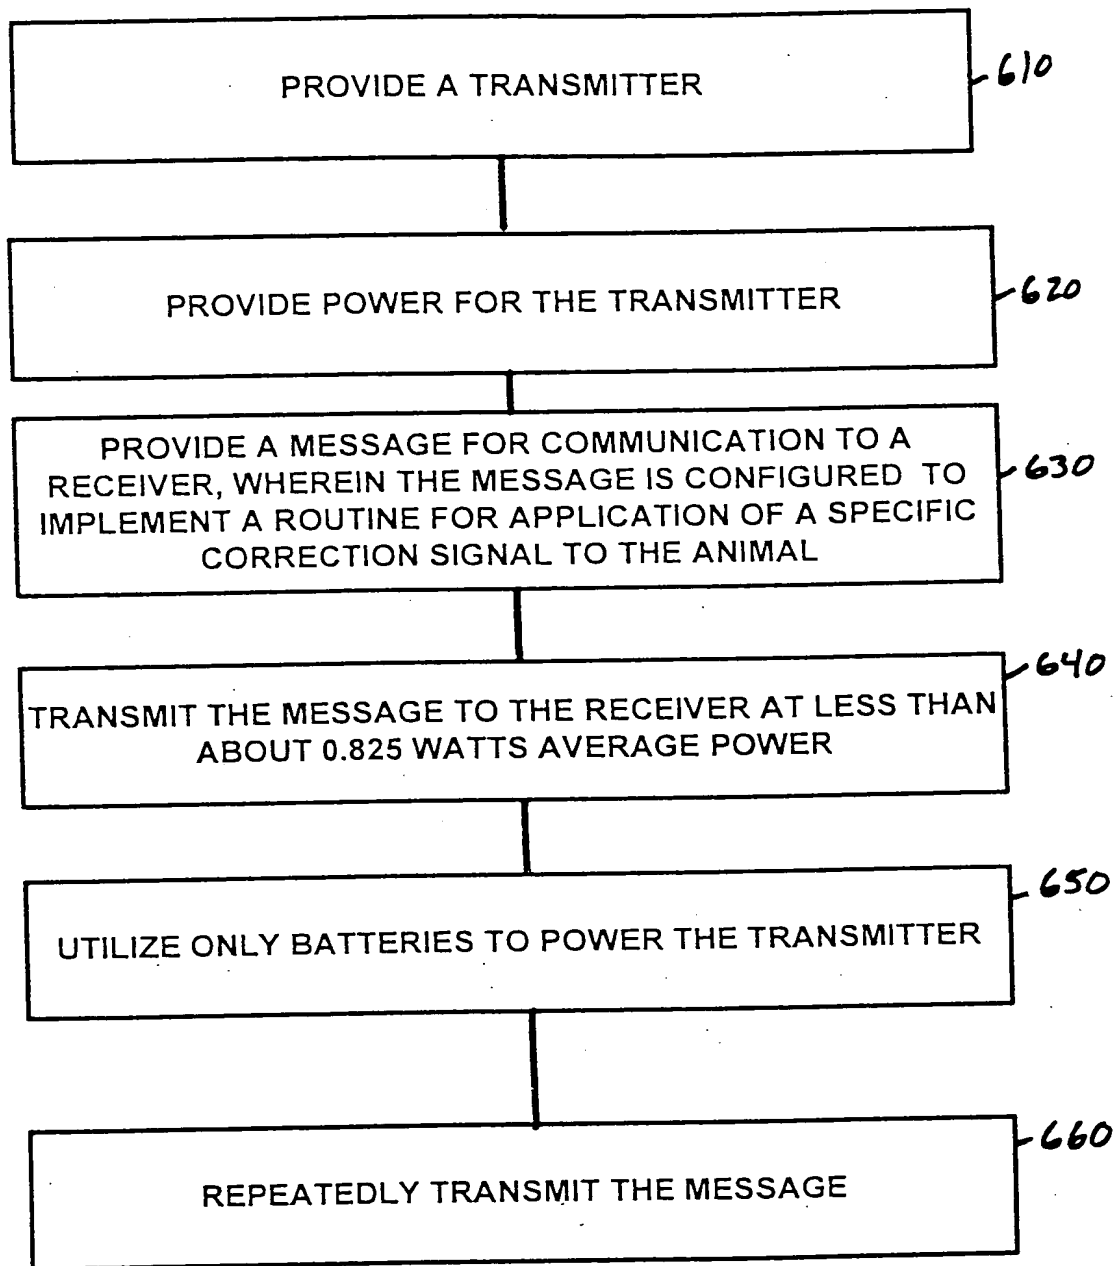 PROVIDE A TRANSMITTER
610
PROVIDE POWER FOR THE TRANSMITTER
620
PROVIDE A MESSAGE FOR COMMUNICATION TO A
RECEIVER, WHEREIN THE MESSAGE IS CONFIGURED TO
IMPLEMENT A ROUTINE FOR APPLICATION OF A SPECIFIC
CORRECTION SIGNAL TO THE ANIMAL
630
TRANSMIT THE MESSAGE TO THE RECEIVER AT LESS THAN
ABOUT 0.825 WATTS AVERAGE POWER
640
UTILIZE ONLY BATTERIES TO POWER THE TRANSMITTER
650
REPEATEDLY TRANSMIT THE MESSAGE
660